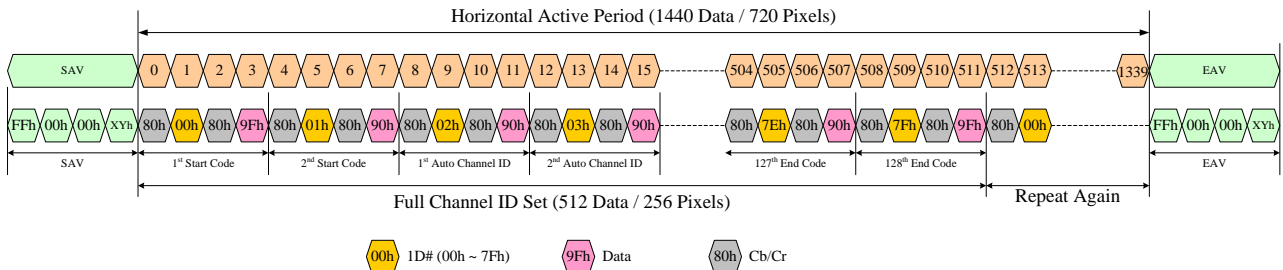 Horizontal Active Period (1440 Data / 720 Pixels)
SAV 0 1 2 3 4 5 6 7 8 9 10 11 12 13 14 15 504 505 506 507 508 509 510 511 512 513 1339 EAV
FFh 00h 00h XYh 80h 00h 80h 9Fh 80h 01h 80h 90h 80h 02h 80h 90h 80h 03h 80h 90h 80h 7Eh 80h 90h 80h 7Fh 80h 9Fh 80h 00h FFh 00h 00h XYh
SAV 1st Start Code 2nd Start Code 1st Auto Channel ID 2nd Auto Channel ID 127th End Code 128th End Code EAV
Full Channel ID Set (512 Data / 256 Pixels) Repeat Again
00h 1D# (00h ~ 7Fh) 9Fh Data 80h Cb/Cr